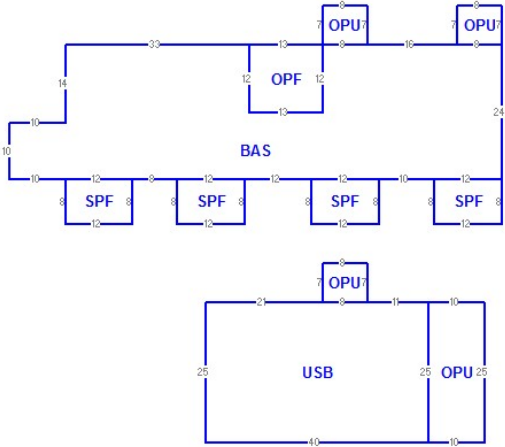 8 8
7 OPU 7 7 OPU 7
33 13 8 16 8
12 OPF 12
14
13 24
10
10 BAS
10 12 8 12 12 12 10 12
8 SPF 8 8 SPF 8 8 SPF 8 8 SPF 8
12 12 12 12
8
7 OPU 7
21 8 11 10
25 USB 25 OPU 25
40 10